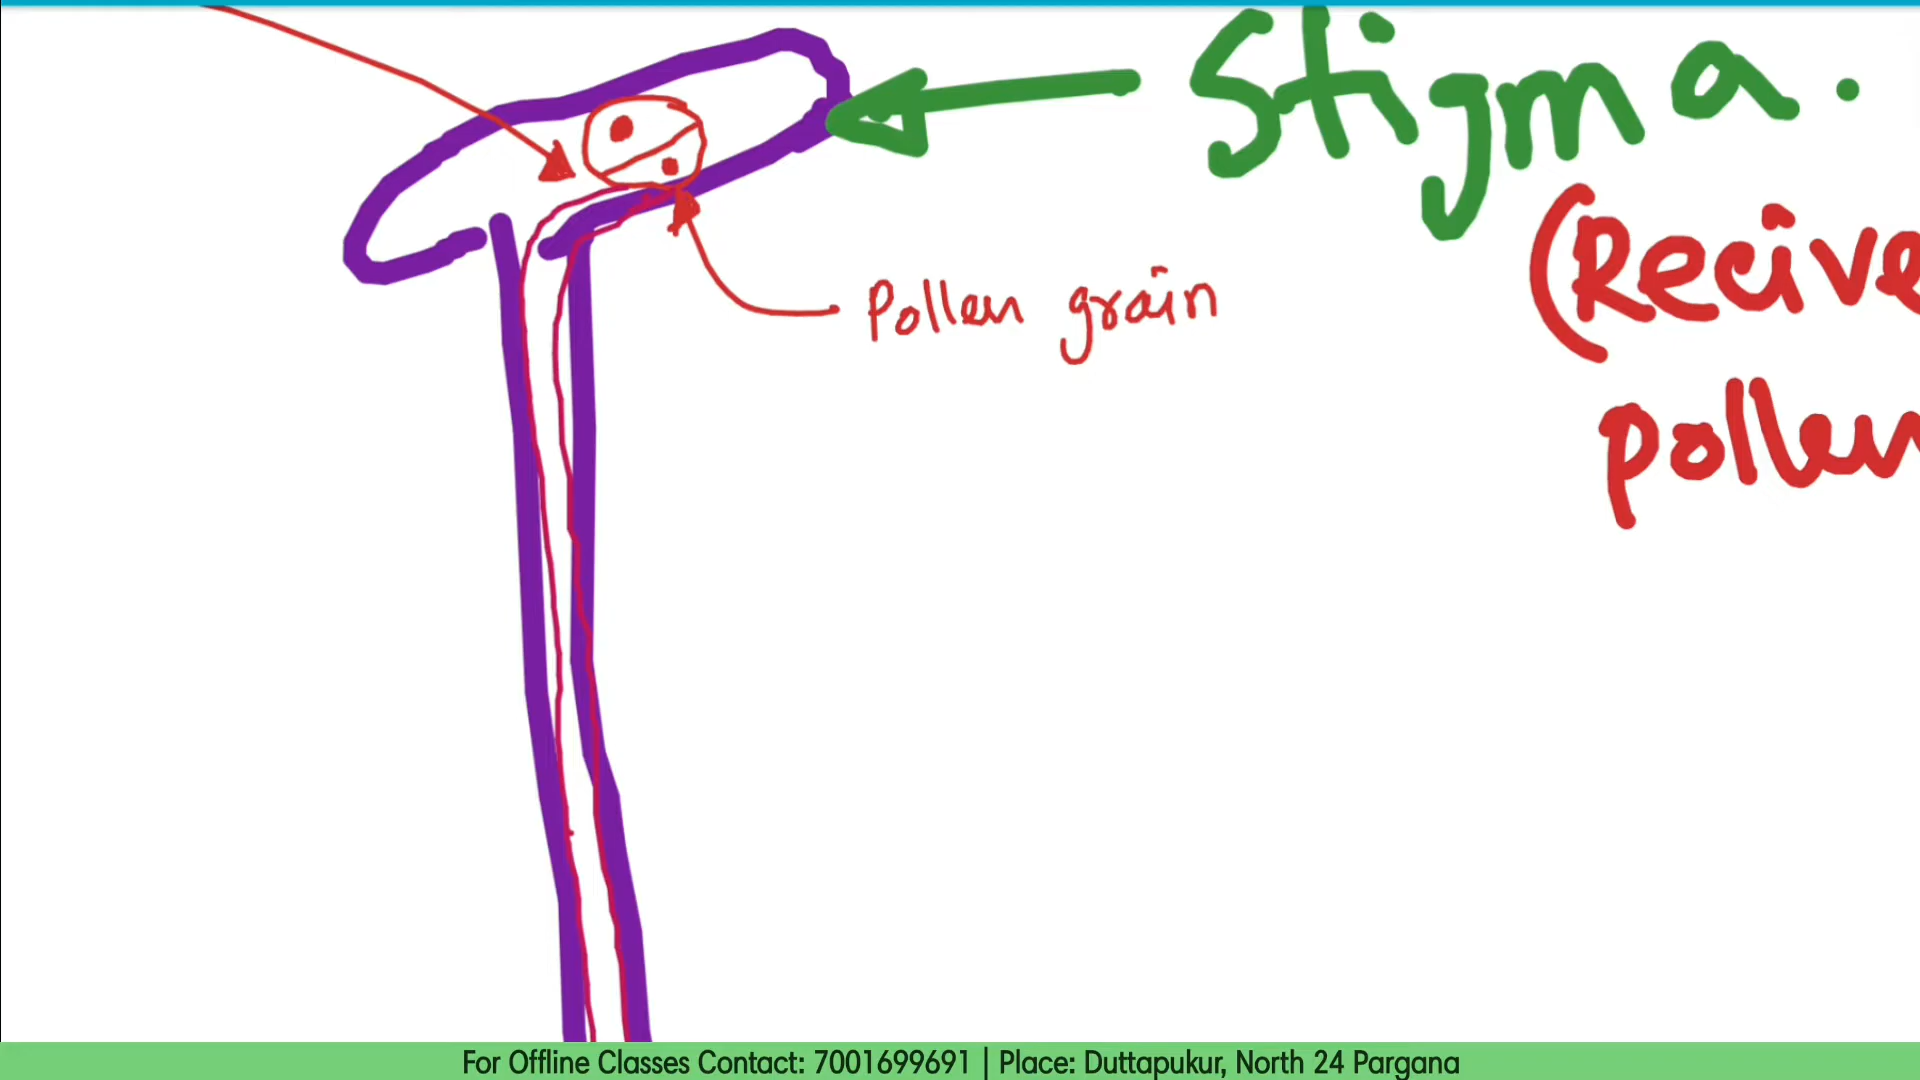 Stigma.
Pollen grain
(Recive
pollen
For Offline Classes Contact: 7001699691 | Place: Duttapukur, North 24 Pargana